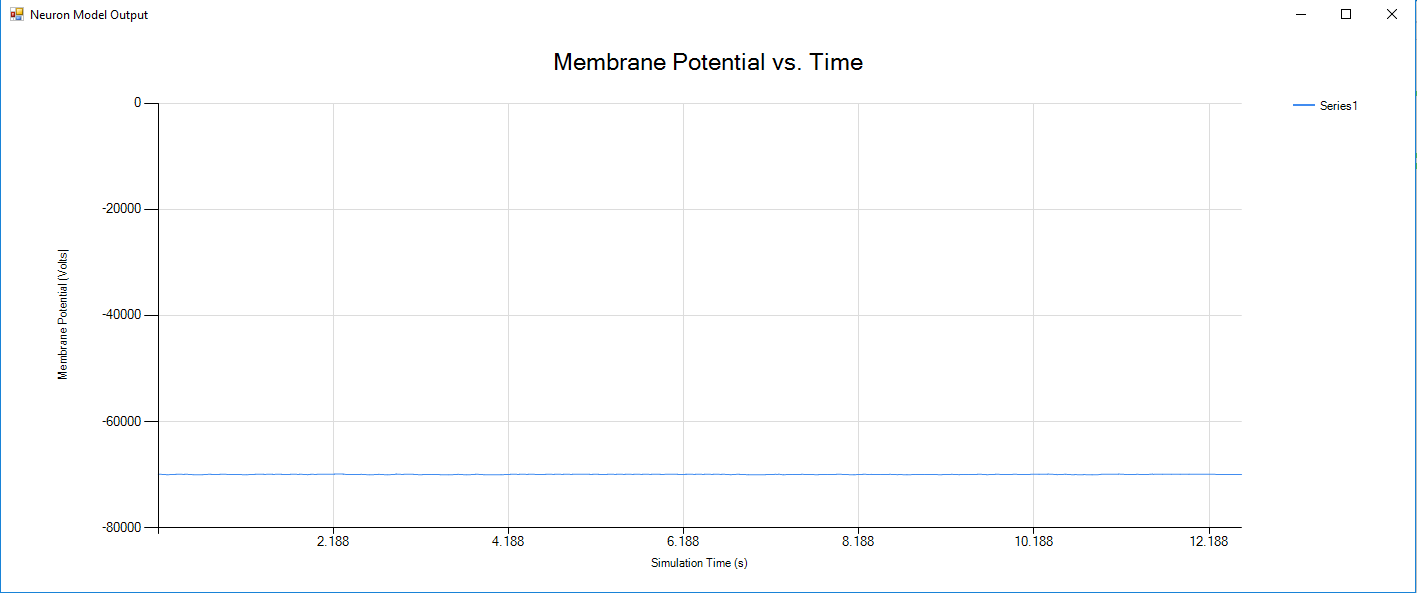 Neuron Model Output
Membrane Potential vs. Time
0
Series1
-20000
-40000
Membrane Potential (Volts)
-60000
-80000
2.188 4.188 6.188 8.188 10.188 12.188
Simulation Time (s)